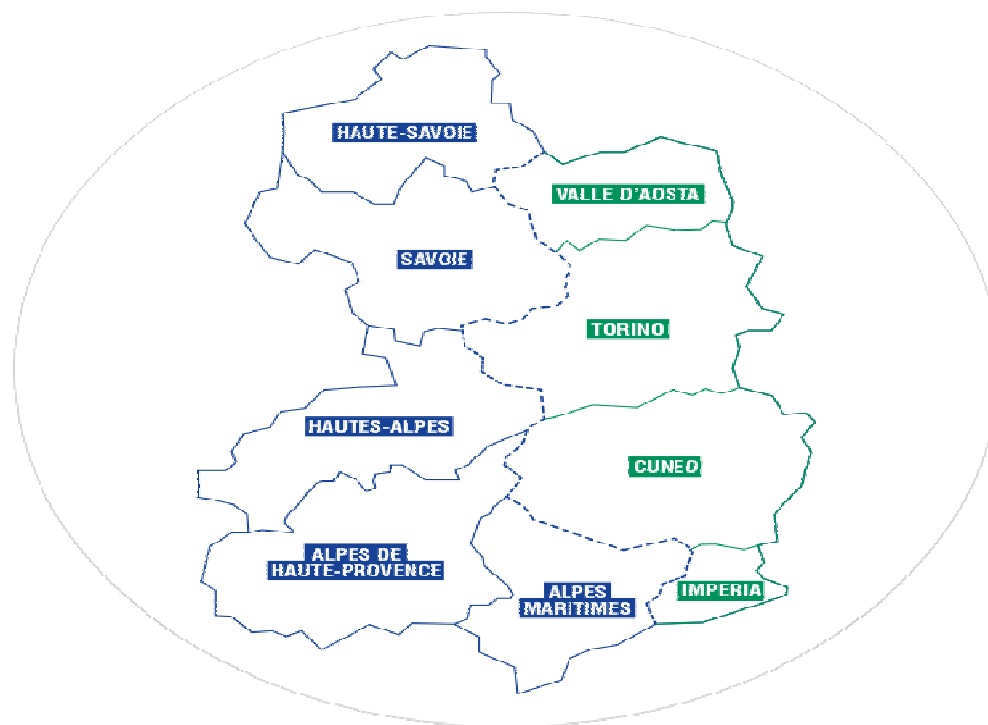 HAUTE-SAVOIE
VALLE D'AOSTA
SAVOIE
TORINO
HAUTES-ALPES
CUNEO
ALPES DE
HAUTE-PROVENCE
ALPES
MARITIMES
IMPERIA